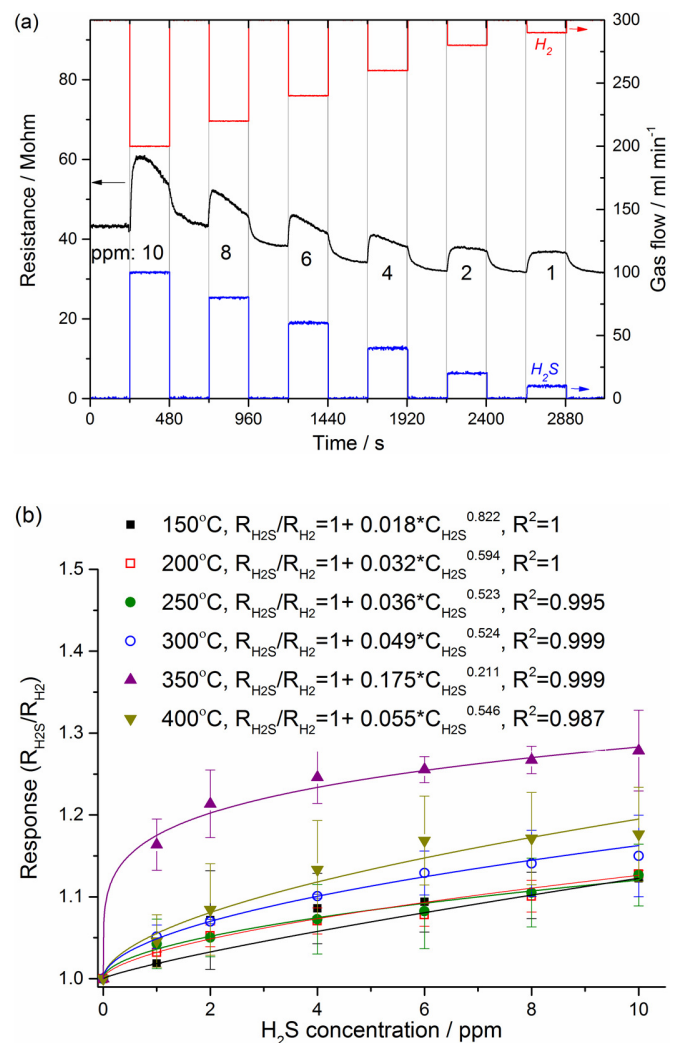 (a)
H2
Resistance / Mohm
Gas flow / ml min-1
80
60
40
20
0
300
250
200
150
100
50
0
ppm: 10 8 6 4 2 1
H2S
0 480 960 1440 1920 2400 2880
Time / s
(b)
150°C, RH2S/RH2=1+ 0.018*CH2S0.822, R2=1
200°C, RH2S/RH2=1+ 0.032*CH2S0.594, R2=1
250°C, RH2S/RH2=1+ 0.036*CH2S0.523, R2=0.995
300°C, RH2S/RH2=1+ 0.049*CH2S0.524, R2=0.999
350°C, RH2S/RH2=1+ 0.175*CH2S0.211, R2=0.999
400°C, RH2S/RH2=1+ 0.055*CH2S0.546, R2=0.987
Response (RH2S/RH2)
1.5
1.4
1.3
1.2
1.1
1.0
0 2 4 6 8 10
H2S concentration / ppm